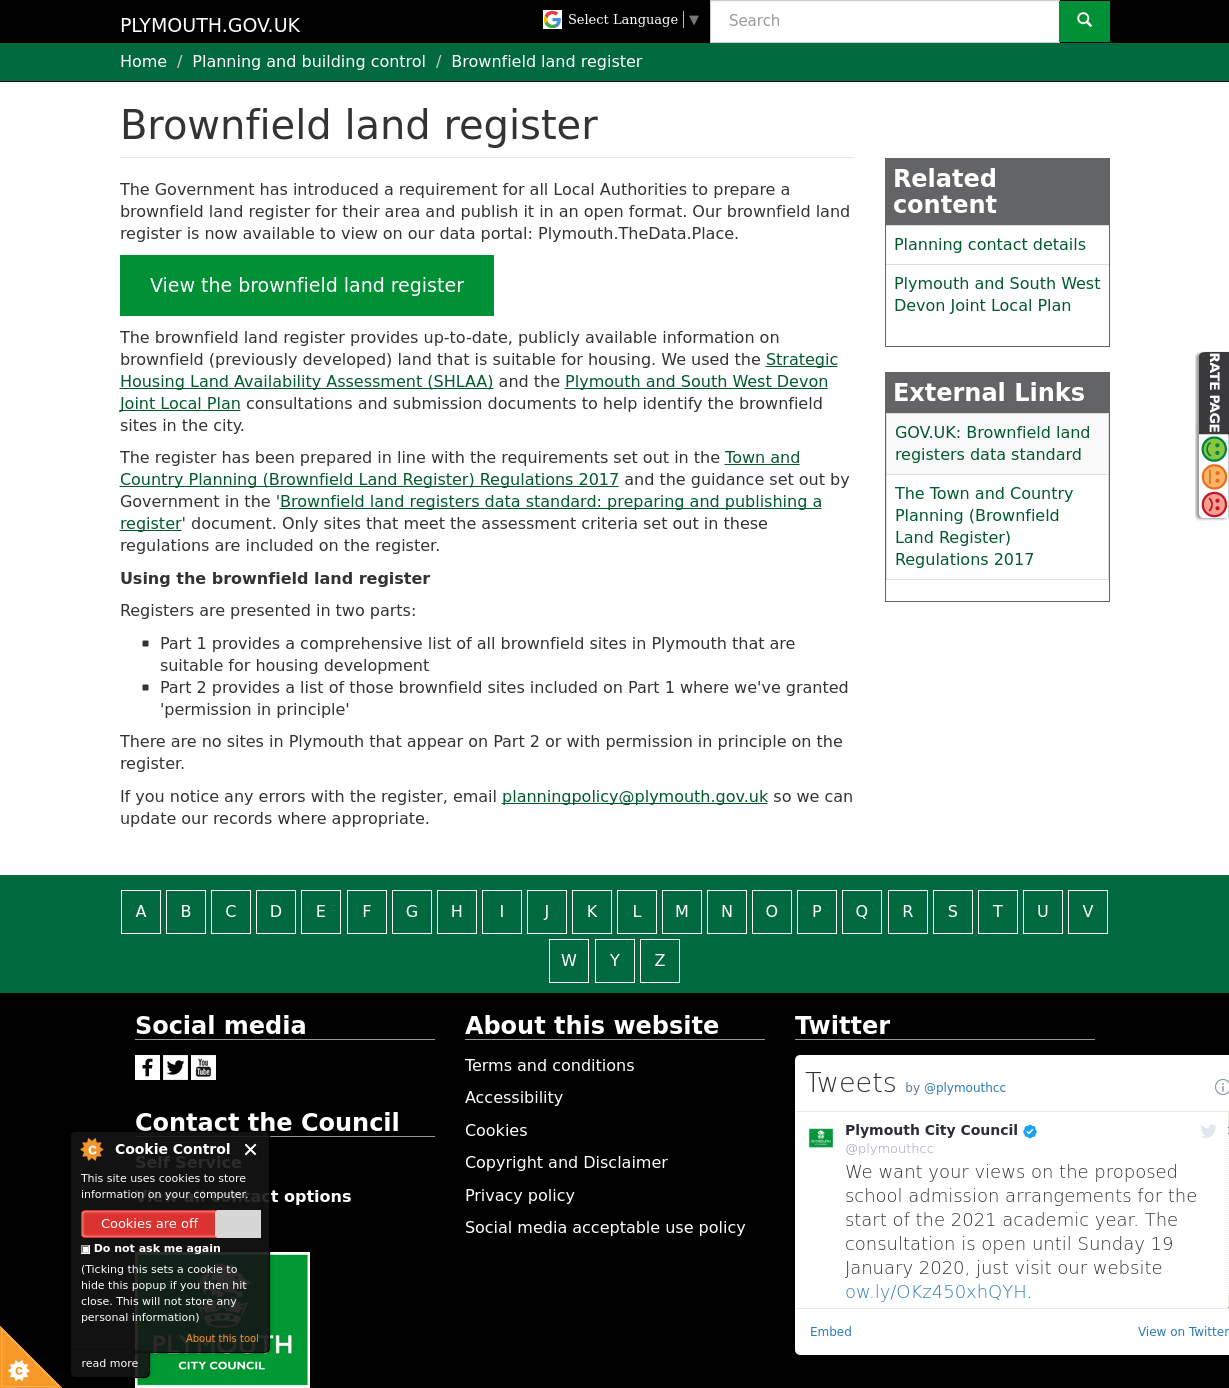 PLYMOUTH.GOV.UK
Select Language ▼
Search
Home / Planning and building control / Brownfield land register
Brownfield land register
The Government has introduced a requirement for all Local Authorities to prepare a
brownfield land register for their area and publish it in an open format. Our brownfield land
register is now available to view on our data portal: Plymouth.TheData.Place.
View the brownfield land register
The brownfield land register provides up-to-date, publicly available information on
brownfield (previously developed) land that is suitable for housing. We used the Strategic
Housing Land Availability Assessment (SHLAA) and the Plymouth and South West Devon
Joint Local Plan consultations and submission documents to help identify the brownfield
sites in the city.
The register has been prepared in line with the requirements set out in the Town and
Country Planning (Brownfield Land Register) Regulations 2017 and the guidance set out by
Government in the 'Brownfield land registers data standard: preparing and publishing a
register' document. Only sites that meet the assessment criteria set out in these
regulations are included on the register.
Using the brownfield land register
Registers are presented in two parts:
Part 1 provides a comprehensive list of all brownfield sites in Plymouth that are
suitable for housing development
Part 2 provides a list of those brownfield sites included on Part 1 where we've granted
'permission in principle'
There are no sites in Plymouth that appear on Part 2 or with permission in principle on the
register.
If you notice any errors with the register, email planningpolicy@plymouth.gov.uk so we can
update our records where appropriate.
Related
content
Planning contact details
Plymouth and South West
Devon Joint Local Plan
External Links
GOV.UK: Brownfield land
registers data standard
The Town and Country
Planning (Brownfield
Land Register)
Regulations 2017
RATE PAGE
A B C D E F G H I J K L M N O P Q R S T U V
W Y Z
Social media
You
Tube
Contact the Council
Self Service
contact options
PLYMOUTH
CITY COUNCIL
Cookie Control
This site uses cookies to store
information on your computer.
Cookies are off
Do not ask me again
(Ticking this sets a cookie to
hide this popup if you then hit
close. This will not store any
personal information)
About this tool
read more
About this website
Terms and conditions
Accessibility
Cookies
Copyright and Disclaimer
Privacy policy
Social media acceptable use policy
Twitter
Tweets by @plymouthcc
Plymouth City Council
@plymouthcc
We want your views on the proposed
school admission arrangements for the
start of the 2021 academic year. The
consultation is open until Sunday 19
January 2020, just visit our website
ow.ly/OKz450xhQYH.
Embed
View on Twitter